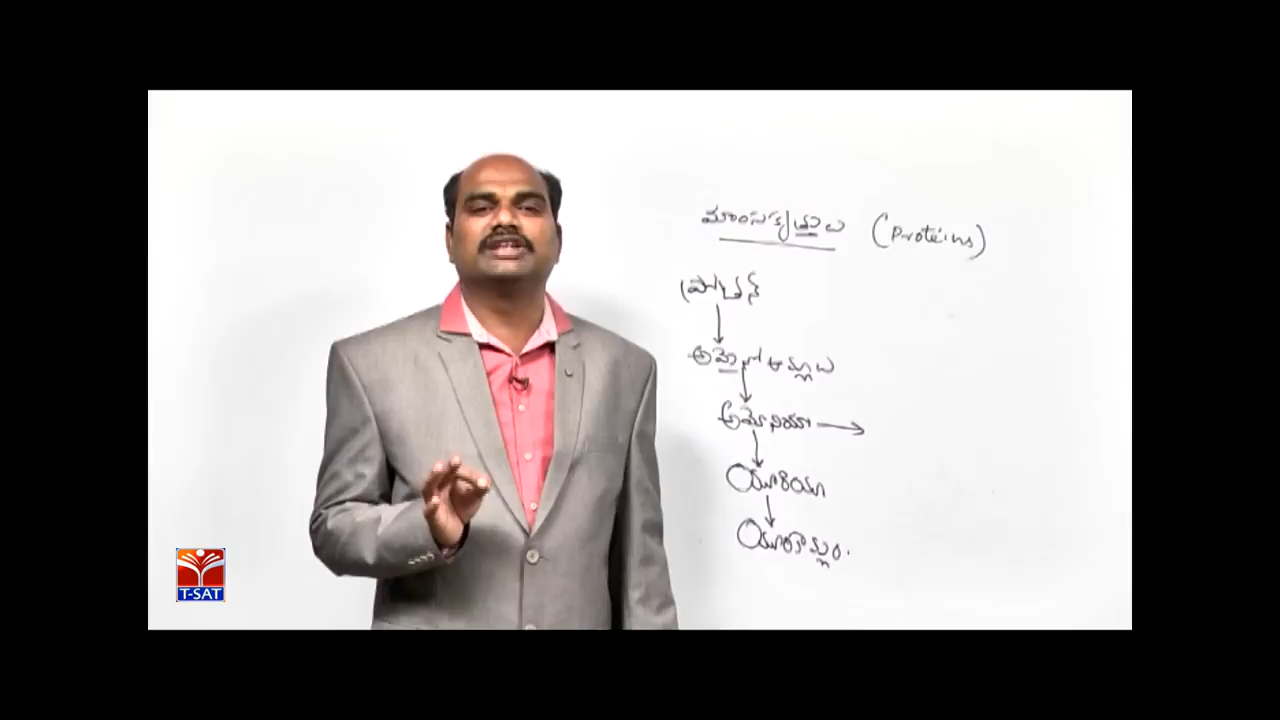 మాంసకృత్తులు (Proteins)
ప్రోటీన్
అమైనో ఆమ్లాలు
అమోనియా
యూరియా
యూరికామ్లం.
T-SAT